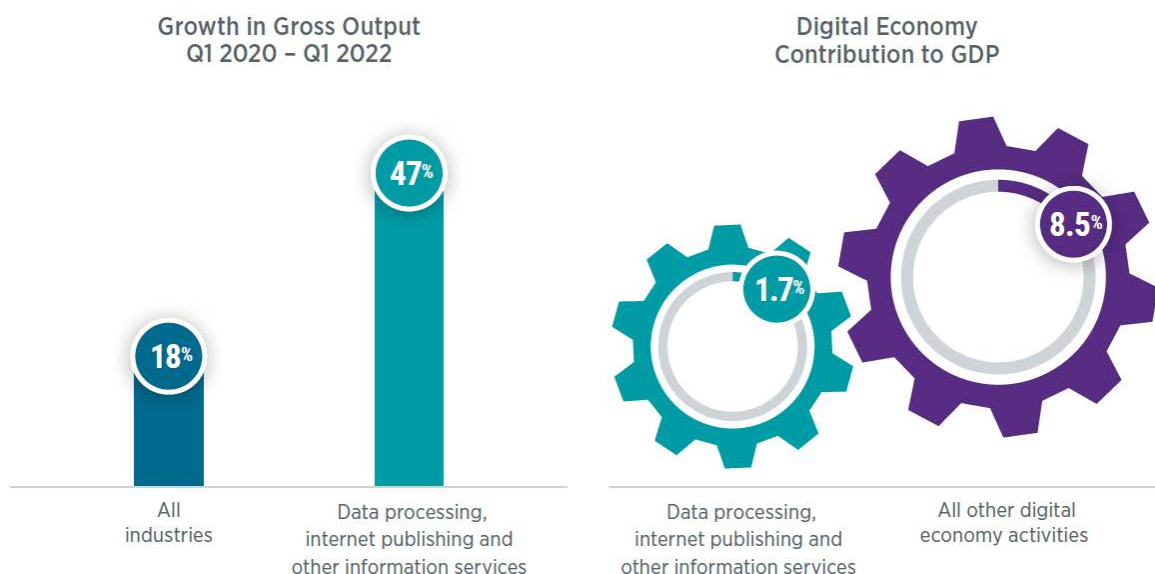 Growth in Gross Output
Q1 2020 – Q1 2022
47%
18%
All
industries
Data processing,
internet publishing and
other information services
Digital Economy
Contribution to GDP
8.5%
1.7%
Data processing,
internet publishing and
other information services
All other digital
economy activities